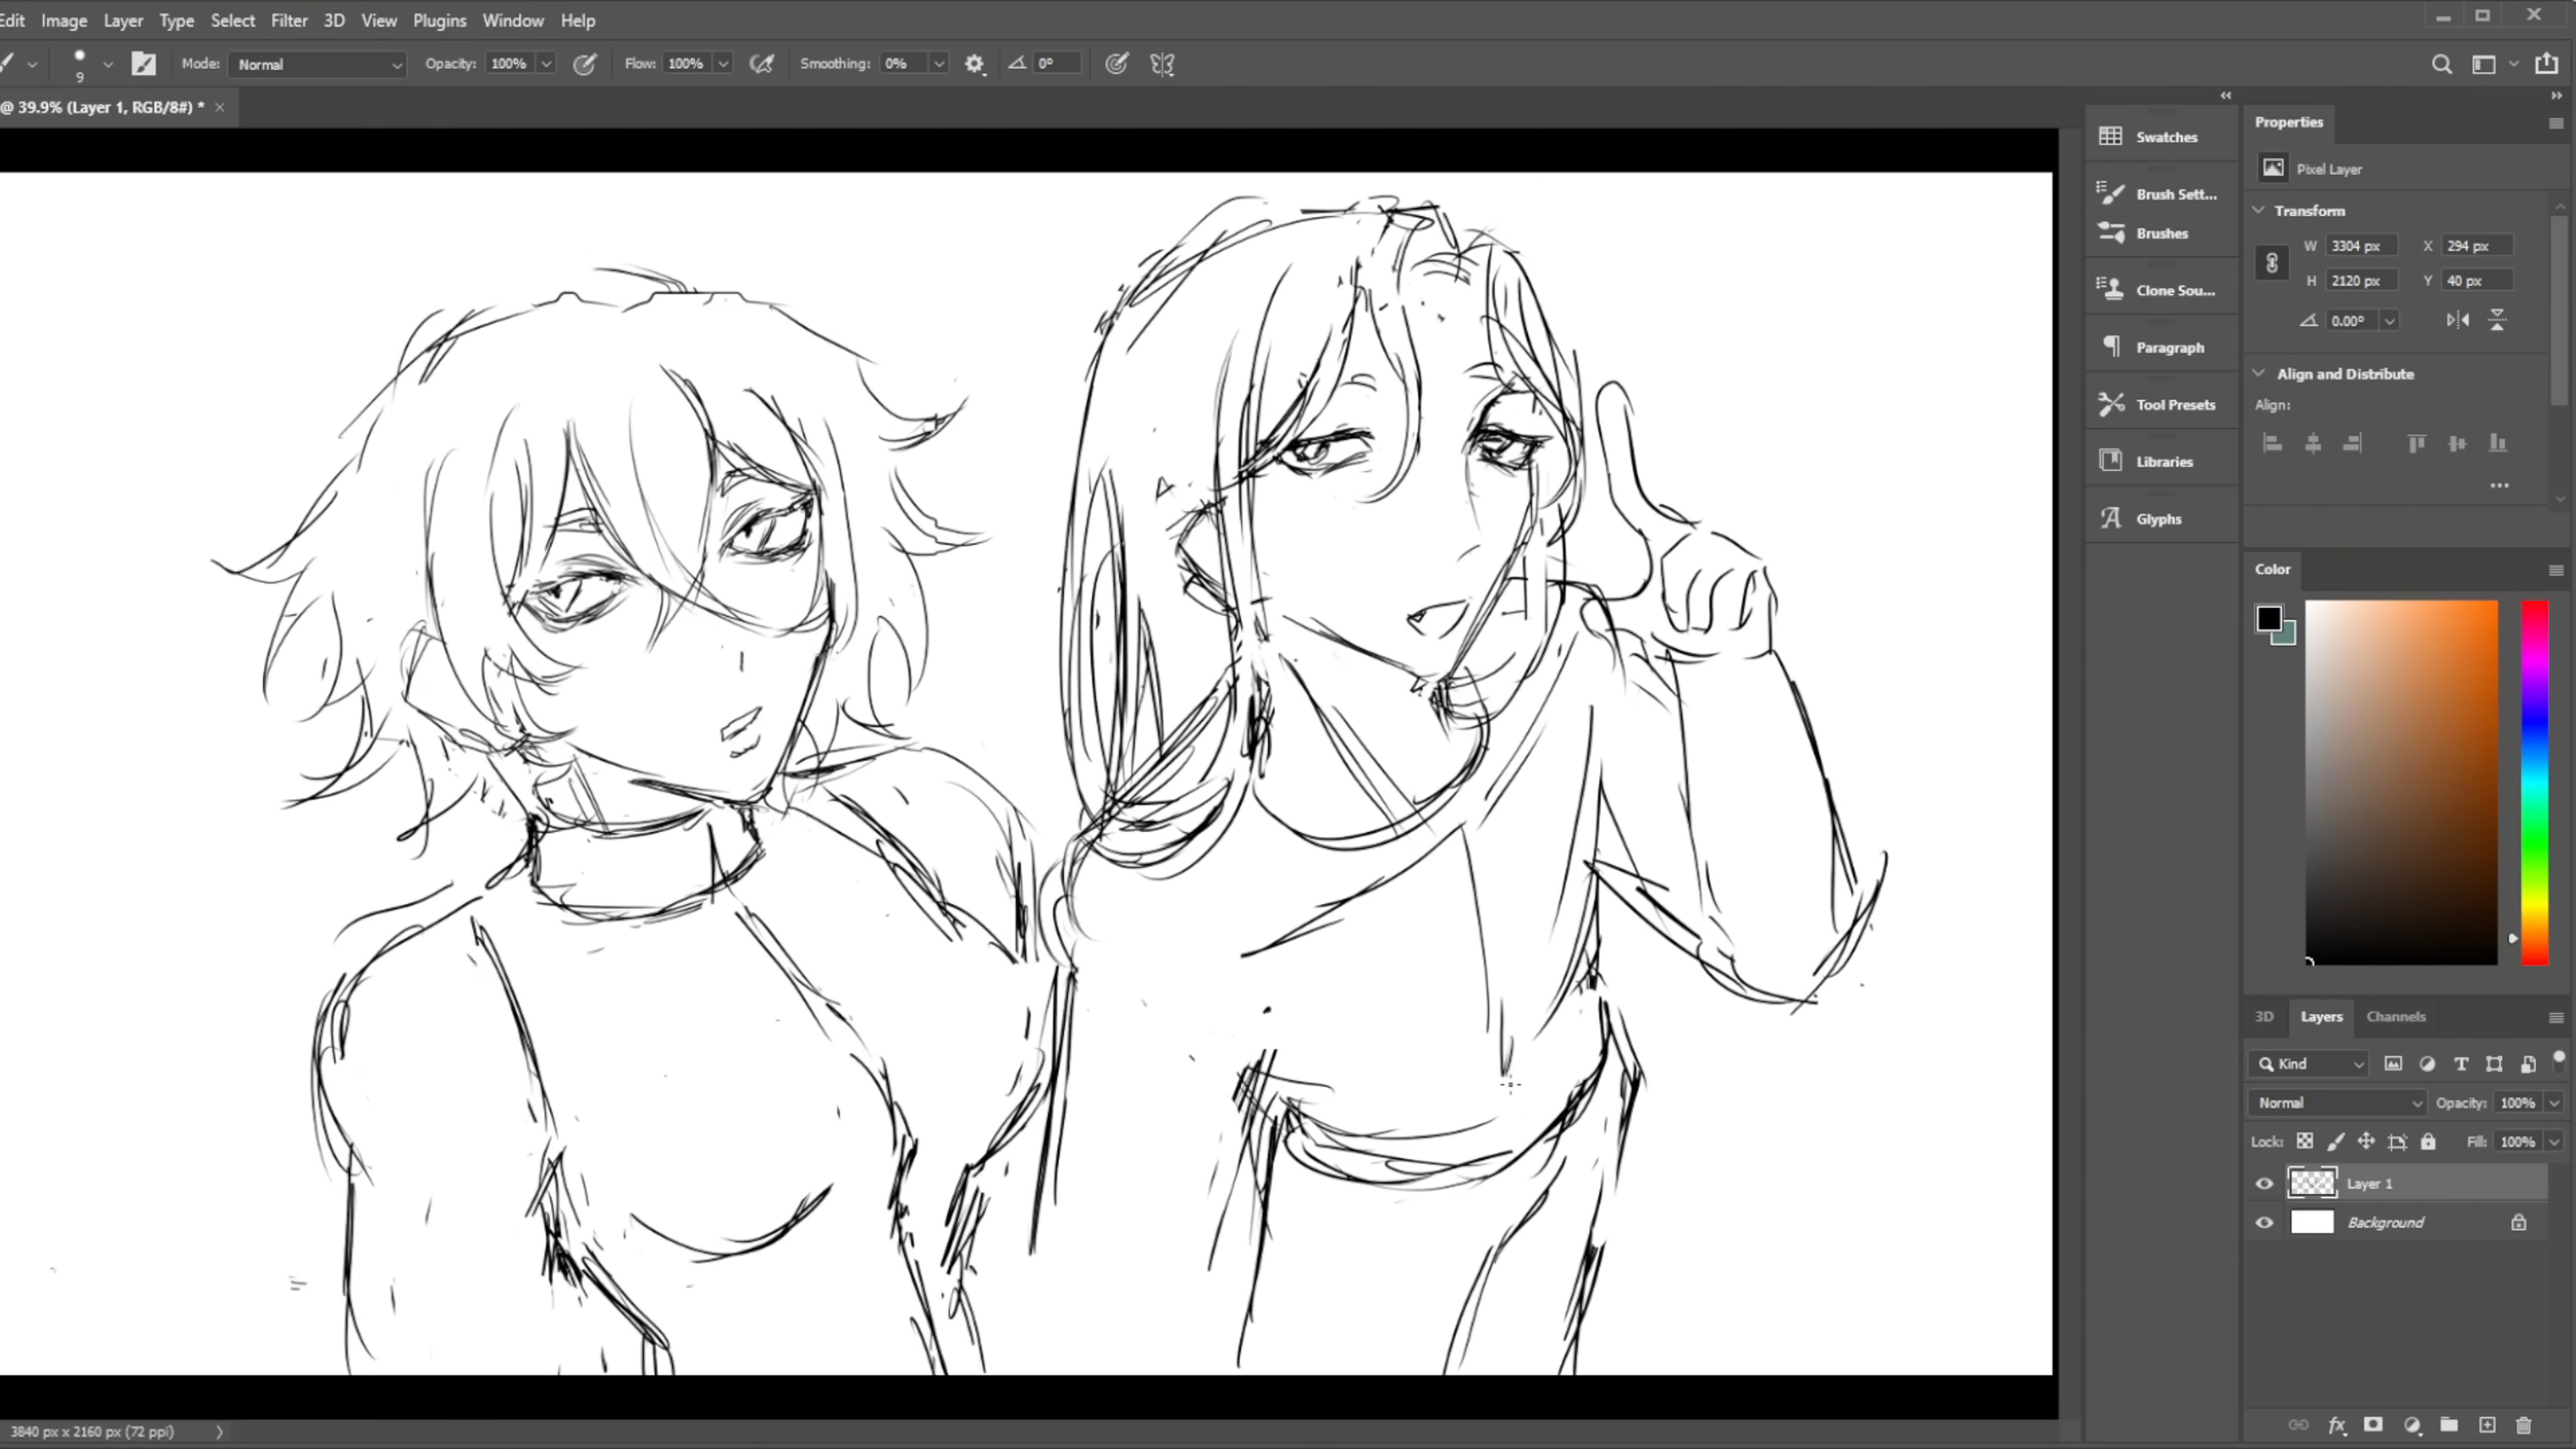 Edit Image Layer Type Select Filter 3D View Plugins Window Help
9 Mode: Normal Opacity: 100% Flow: 100% Smoothing: 0% 0°
@ 39.9% (Layer 1, RGB/8#) * ×
Swatches
Brush Sett...
Brushes
Clone Sou...
Paragraph
Tool Presets
Libraries
Glyphs
Properties
Pixel Layer
Transform
W 3304 px X 294 px
H 2120 px Y 40 px
0.00°
Align and Distribute
Align:
Color
3D Layers Channels
Kind
Normal Opacity: 100%
Lock: Fill: 100%
Layer 1
Background
3840 px x 2160 px (72 ppi)